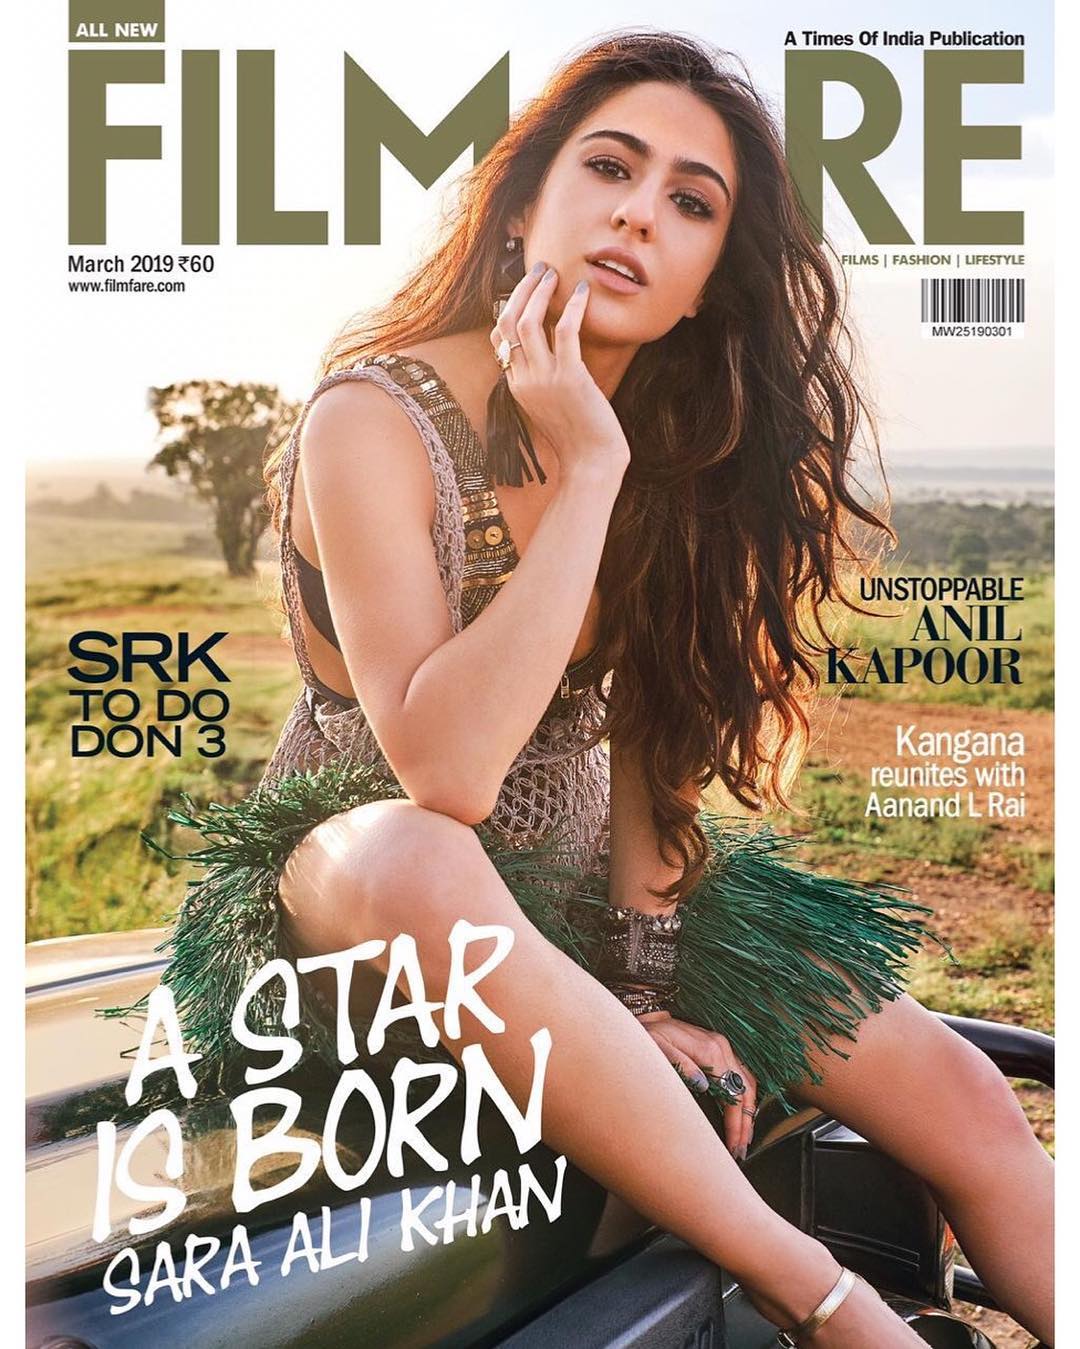 ALL NEW
A Times Of India Publication
FILMFARE
March 2019 ₹60
www.filmfare.com
FILMS | FASHION | LIFESTYLE
MW25190301
UNSTOPPABLE
ANIL
KAPOOR
SRK
TO DO
DON 3
Kangana
reunites with
Aanand L Rai
A STAR
IS BORN
SARA ALI KHAN